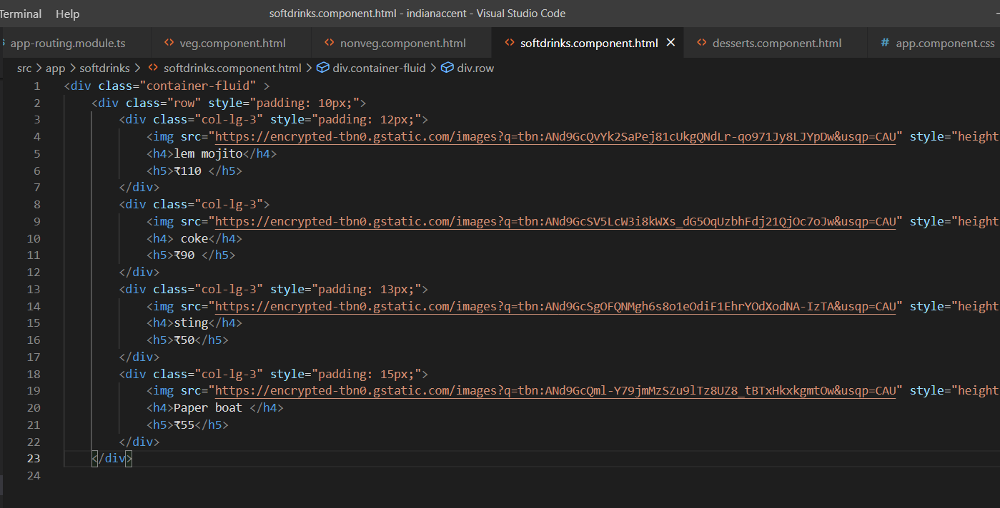 Terminal Help softdrinks.component.html - indianaccent - Visual Studio Code
app-routing.module.ts <> veg.component.html <> nonveg.component.html <> softdrinks.component.html × <> desserts.component.html # app.component.css
src > app > softdrinks > <> softdrinks.component.html > div.container-fluid > div.row
1 <div class="container-fluid" >
2 <div class="row" style="padding: 10px;">
3 <div class="col-lg-3" style="padding: 12px;">
4 <img src="https://encrypted-tbn0.gstatic.com/images?q=tbn:ANd9GcQvYk2SaPej81cUkgQNdLr-qo971Jy8LJYpDw&usqp=CAU" style="height
5 <h4>lem mojito</h4>
6 <h5>₹110 </h5>
7 </div>
8 <div class="col-lg-3">
9 <img src="https://encrypted-tbn0.gstatic.com/images?q=tbn:ANd9GcSV5LcW3i8kWXs_dG5OqUzbhFdj21QjOc7oJw&usqp=CAU" style="height
10 <h4> coke</h4>
11 <h5>₹90 </h5>
12 </div>
13 <div class="col-lg-3" style="padding: 13px;">
14 <img src="https://encrypted-tbn0.gstatic.com/images?q=tbn:ANd9GcSgOFQNMgh6s8o1eOdiF1EhrYOdXodNA-IzTA&usqp=CAU" style="height
15 <h4>sting</h4>
16 <h5>₹50</h5>
17 </div>
18 <div class="col-lg-3" style="padding: 15px;">
19 <img src="https://encrypted-tbn0.gstatic.com/images?q=tbn:ANd9GcQml-Y79jmMzSZu9lTz8UZ8_tBTxHkxkgmtOw&usqp=CAU" style="height
20 <h4>Paper boat </h4>
21 <h5>₹55</h5>
22 </div>
23 </div>
24